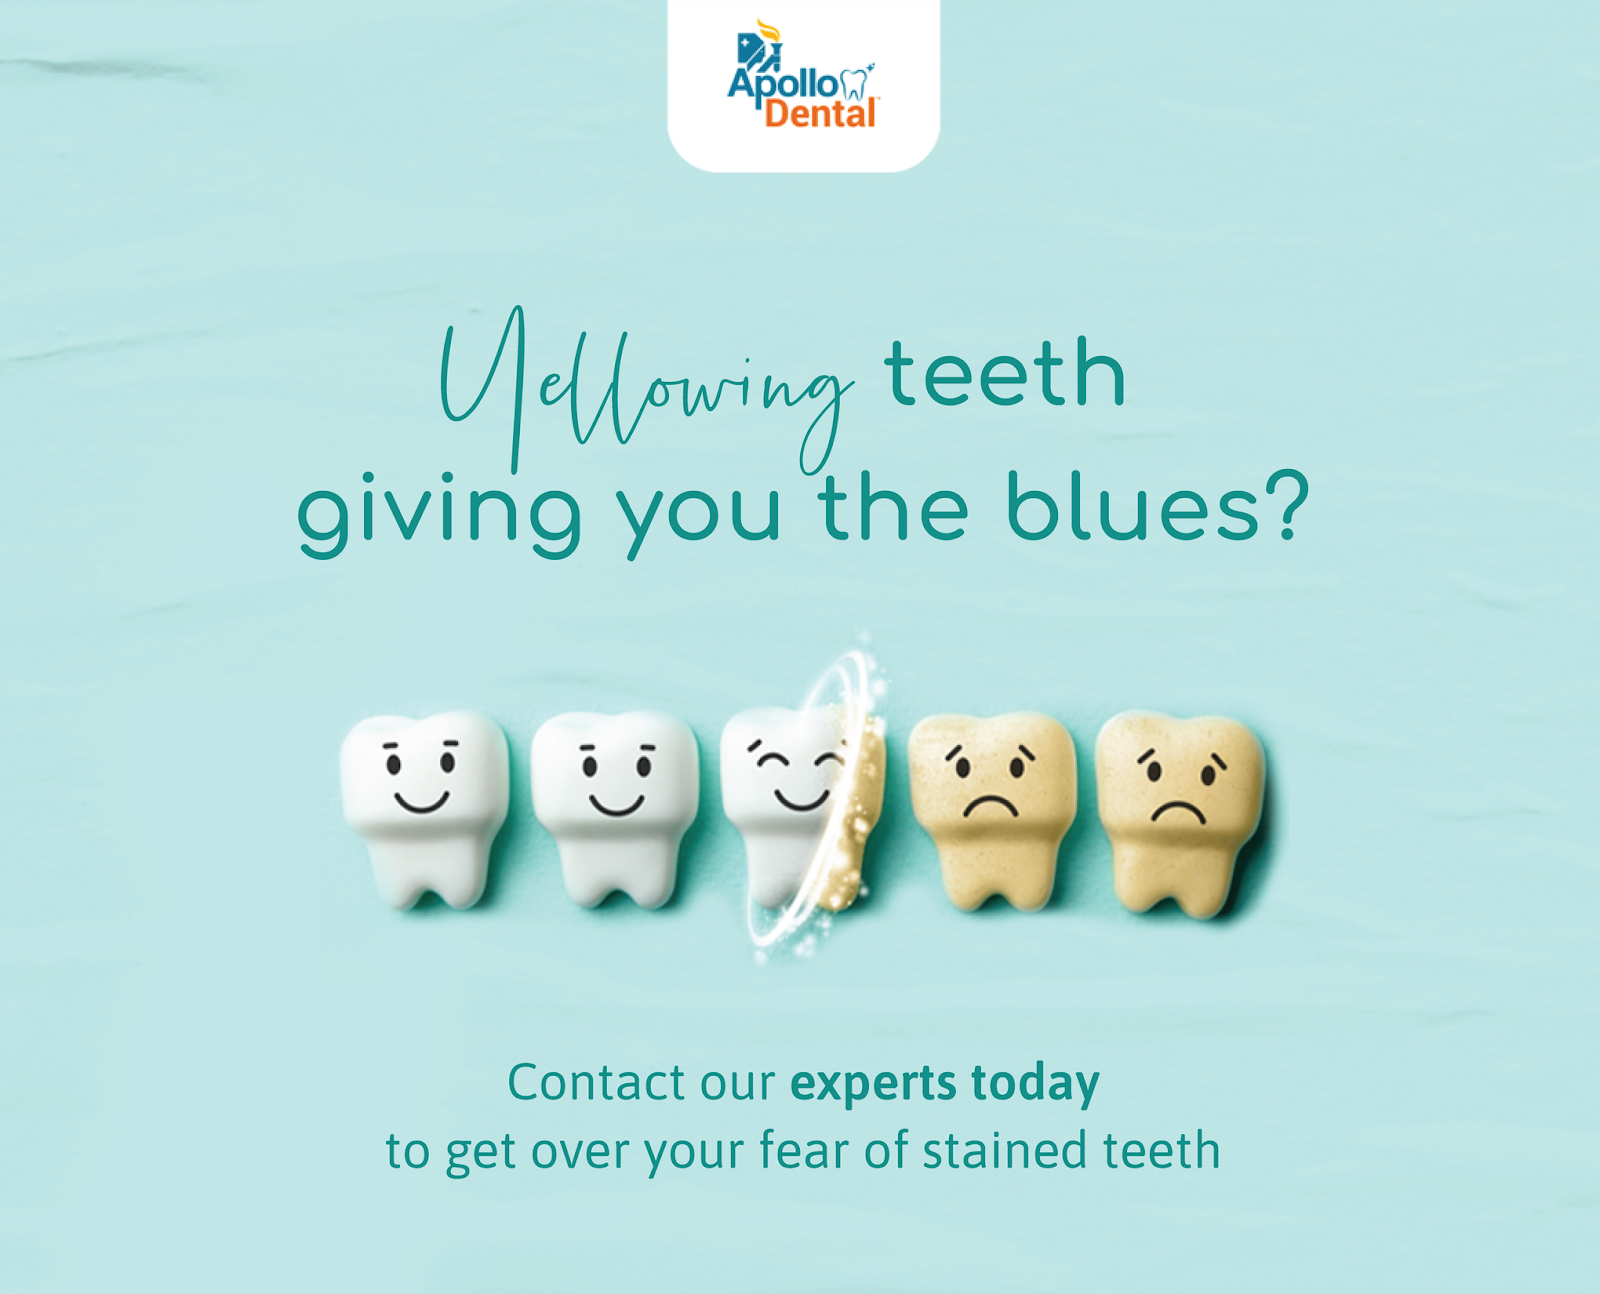 Apollo
Dental
Yellowing teeth
giving you the blues?
Contact our experts today
to get over your fear of stained teeth